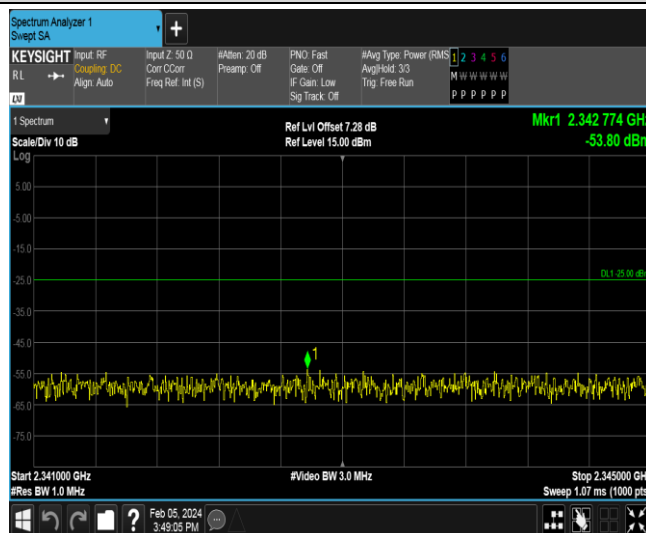 Spectrum Analyzer 1
Swept SA
+
KEYSIGHT
RL
LXI
Input: RF
Coupling: DC
Align: Auto
Input Z: 50 Ω
Corr CCorr
Freq Ref: Int (S)
#Atten: 20 dB
Preamp: Off
PNO: Fast
Gate: Off
IF Gain: Low
Sig Track: Off
#Avg Type: Power (RMS
Avg|Hold: 3/3
Trig: Free Run
1 2 3 4 5 6
M W W W W W
P P P P P P
1 Spectrum
Scale/Div 10 dB
Log
Ref Lvl Offset 7.28 dB
Ref Level 15.00 dBm
Mkr1 2.342 774 GHz
-53.80 dBm
5.00
-5.00
-15.0
-25.0
DL1 -25.00 dBm
-35.0
-45.0
1
-55.0
-65.0
-75.0
Start 2.341000 GHz
#Res BW 1.0 MHz
#Video BW 3.0 MHz
Stop 2.345000 GHz
Sweep 1.07 ms (1000 pts)
?
Feb 05, 2024
3:49:05 PM